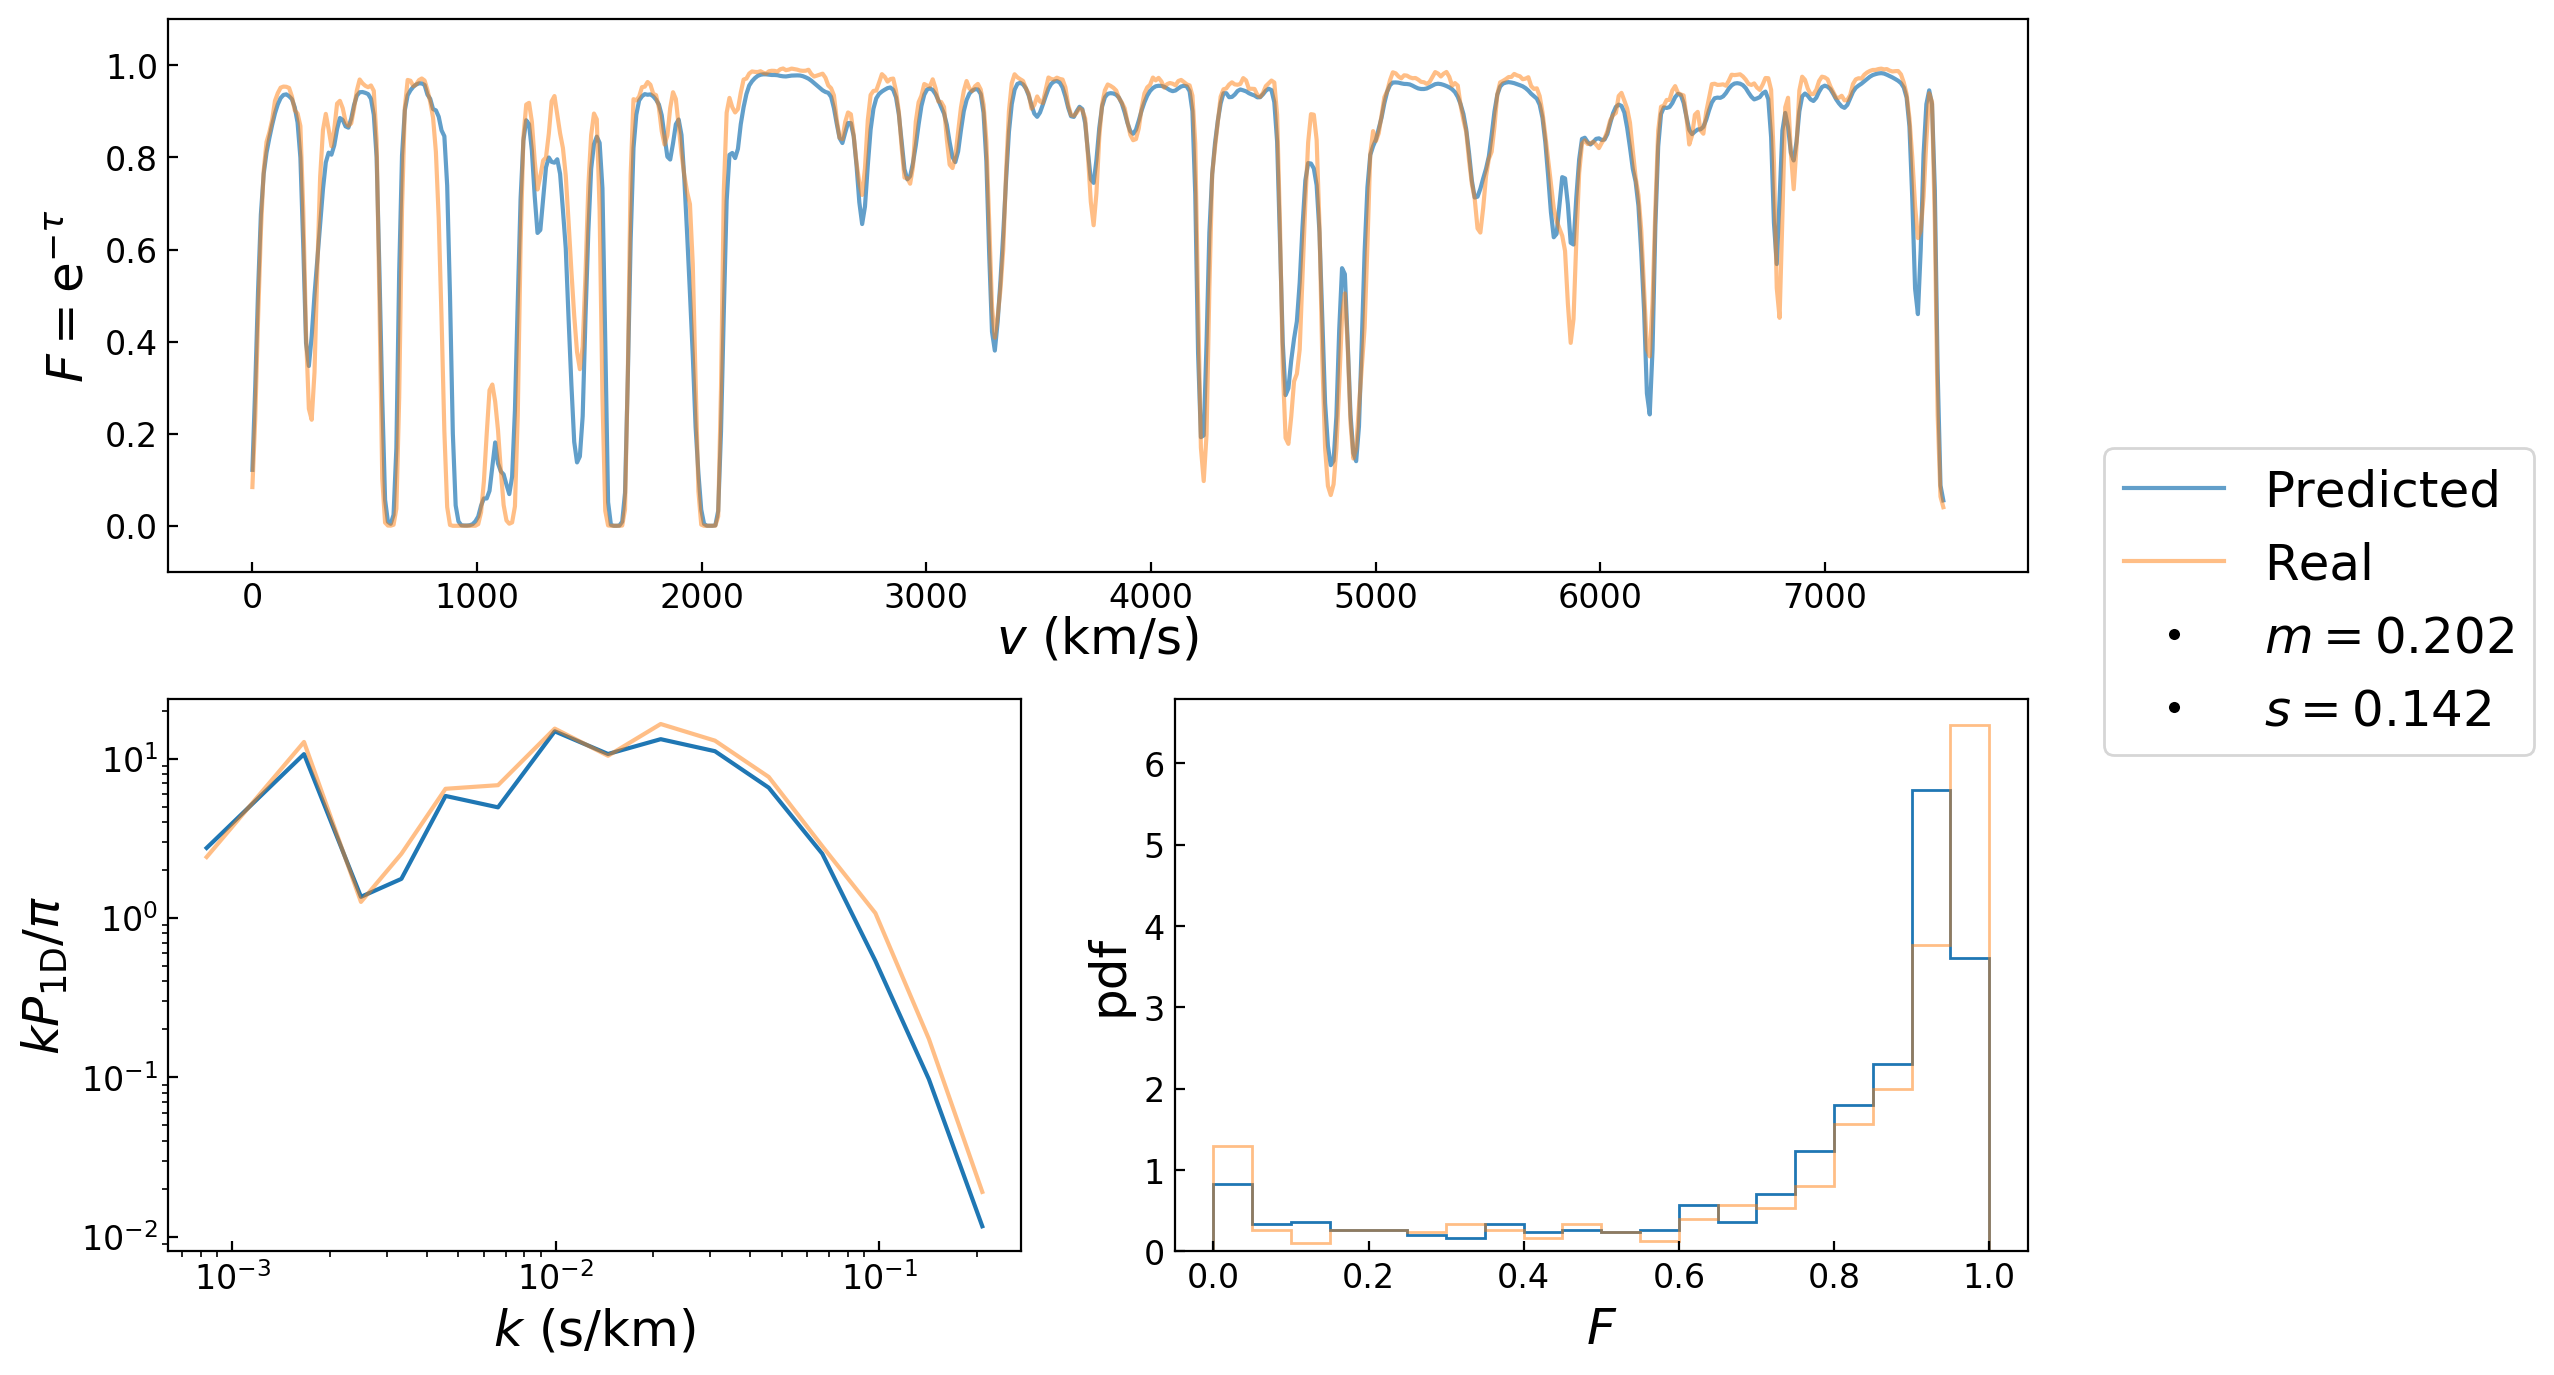 F = e^{−τ}
1.0
0.8
0.6
0.4
0.2
0.0
0 1000 2000 3000 4000 5000 6000 7000
v (km/s)
Predicted
Real
m = 0.202
s = 0.142
kP_{1D}/π
10^1
10^0
10^{−1}
10^{−2}
10^{−3} 10^{−2} 10^{−1}
k (s/km)
pdf
6
5
4
3
2
1
0
0.0 0.2 0.4 0.6 0.8 1.0
F